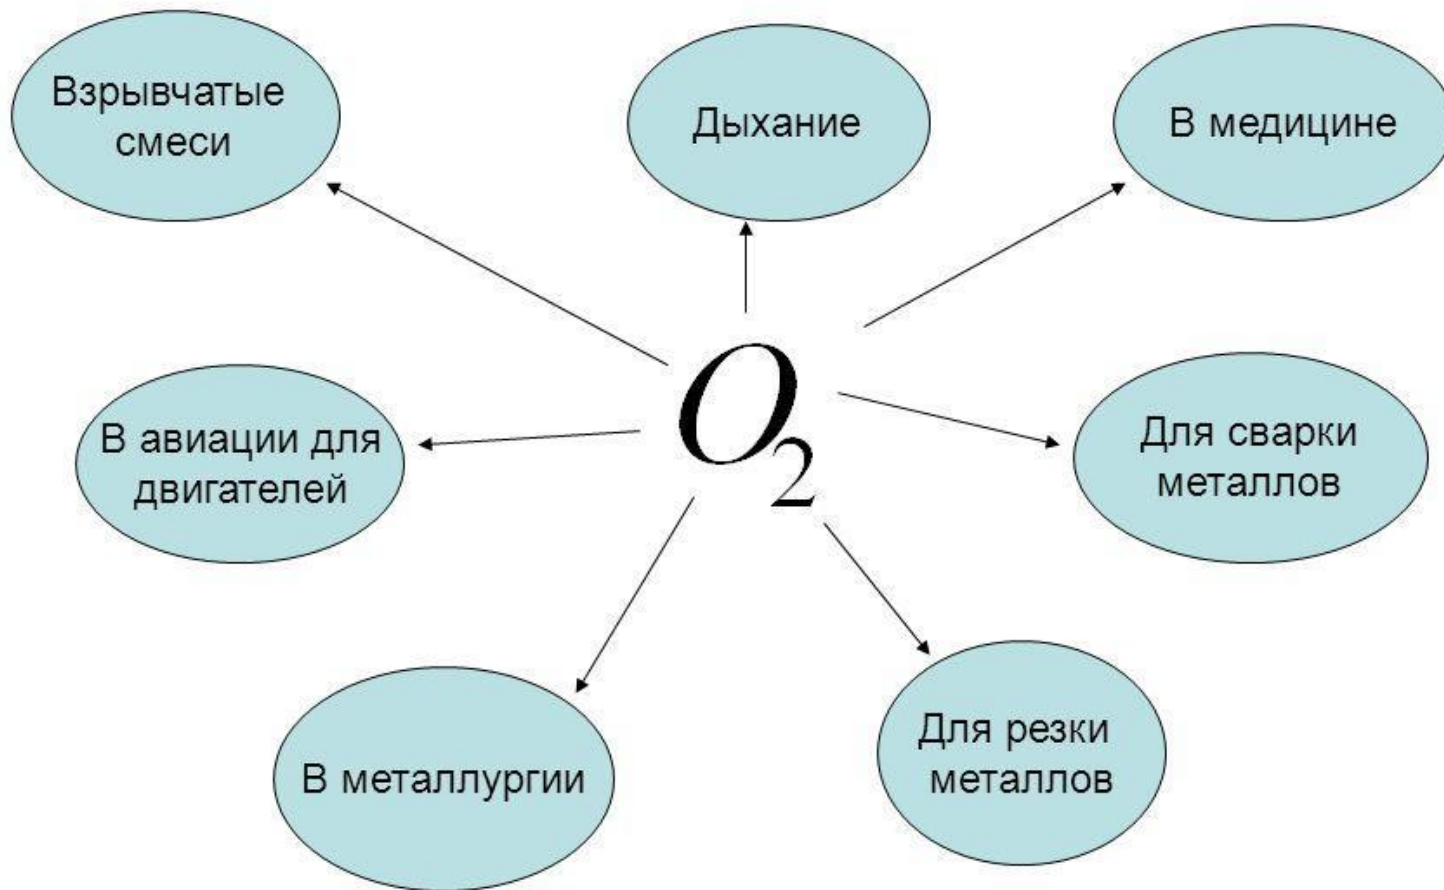 Взрывчатые
смеси
Дыхание
В медицине
O₂
В авиации для
двигателей
Для сварки
металлов
В металлургии
Для резки
металлов